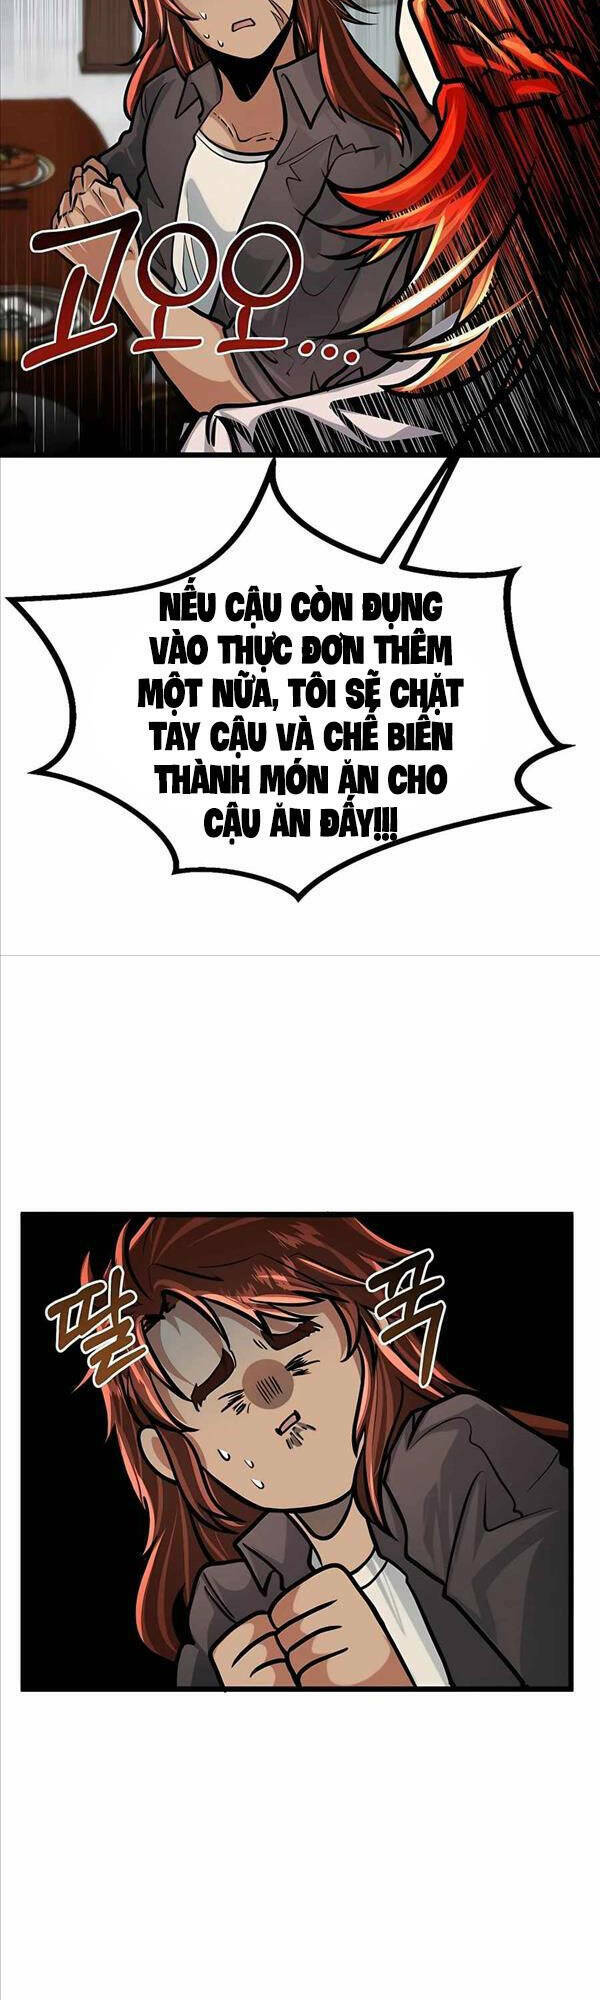 고오오...
NẾU CẬU CÒN ĐỤNG
VÀO THỰC ĐƠN THÊM
MỘT NỮA, TÔI SẼ CHẶT
TAY CẬU VÀ CHẾ BIẾN
THÀNH MÓN ĂN CHO
CẬU ĂN ĐẤY!!!
딸
꾹